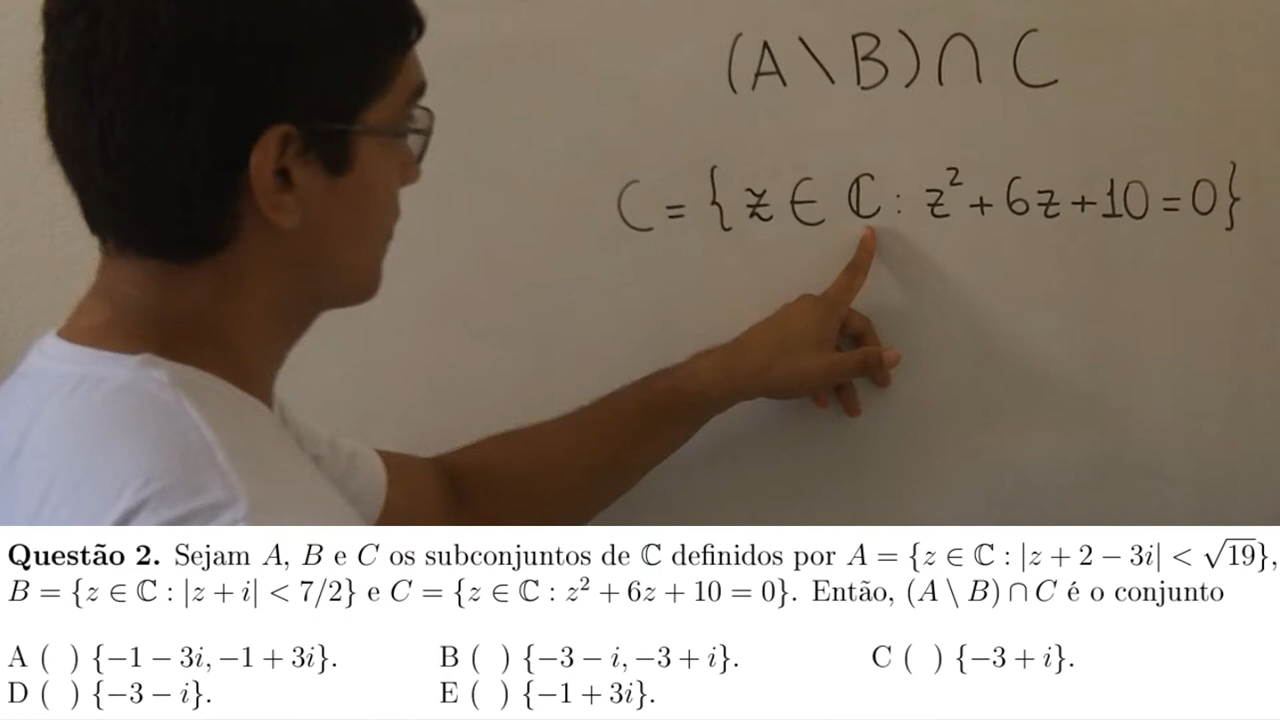 (A\B)∩C
C={z∈ℂ: z²+6z+10=0}
Questão 2. Sejam A, B e C os subconjuntos de ℂ definidos por A = {z ∈ ℂ : |z + 2 − 3i| < √19},
B = {z ∈ ℂ : |z + i| < 7/2} e C = {z ∈ ℂ : z² + 6z + 10 = 0}. Então, (A \ B) ∩ C é o conjunto
A ( ) {−1 − 3i, −1 + 3i}. B ( ) {−3 − i, −3 + i}. C ( ) {−3 + i}.
D ( ) {−3 − i}. E ( ) {−1 + 3i}.